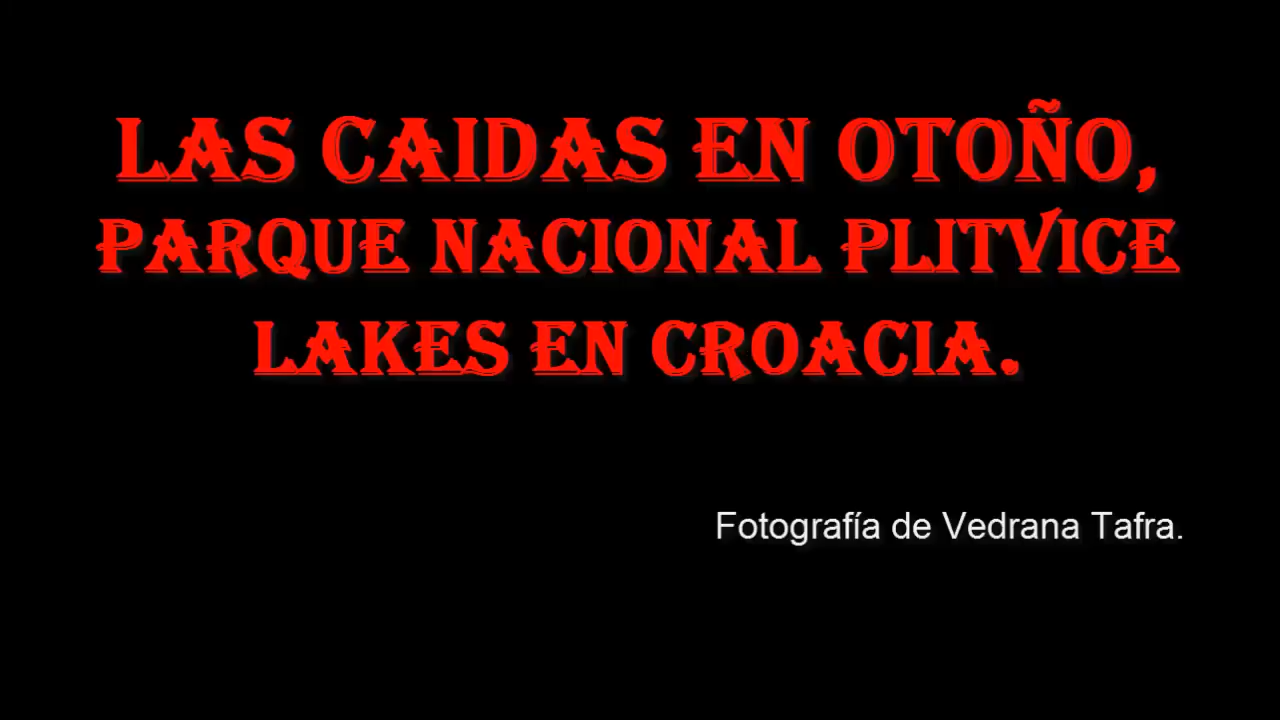 LAS CAIDAS EN OTOÑO,
PARQUE NACIONAL PLITVICE
LAKES EN CROACIA.
Fotografía de Vedrana Tafra.